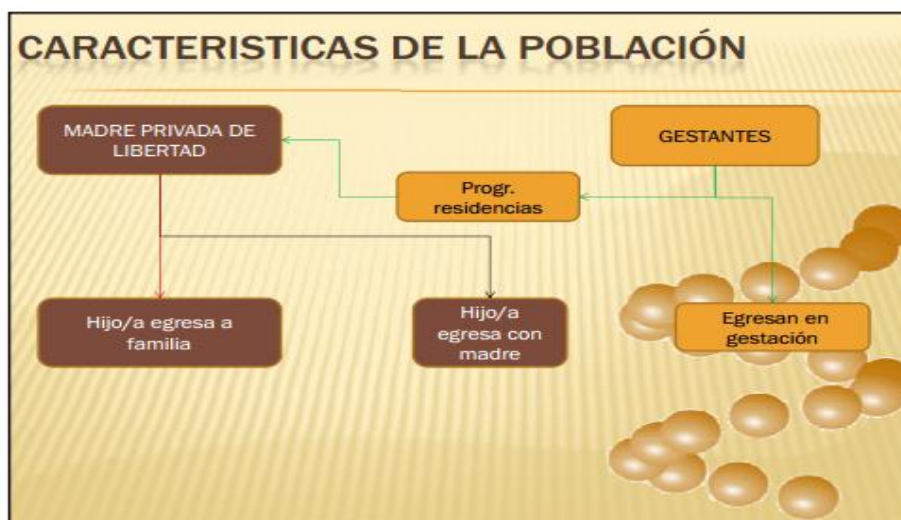 CARACTERISTICAS DE LA POBLACIÓN
MADRE PRIVADA DE
LIBERTAD
GESTANTES
Progr.
residencias
Hijo/a egresa a
familia
Hijo/a
egresa con
madre
Egresan en
gestación